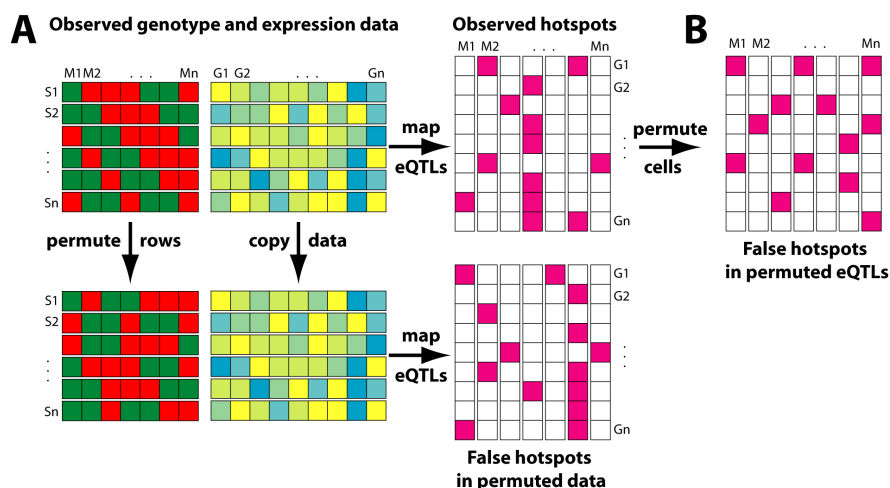 A Observed genotype and expression data
Observed hotspots
B
M1 M2 . . . Mn
G1 G2 . . . Gn
M1 M2 . . . Mn
M1 M2 . . . Mn
S1
S2
.
.
.
Sn
map
eQTLs
G1
G2
.
.
.
Gn
permute
cells
permute rows
copy data
False hotspots
in permuted eQTLs
S1
S2
.
.
.
Sn
map
eQTLs
G1
G2
.
.
.
Gn
False hotspots
in permuted data